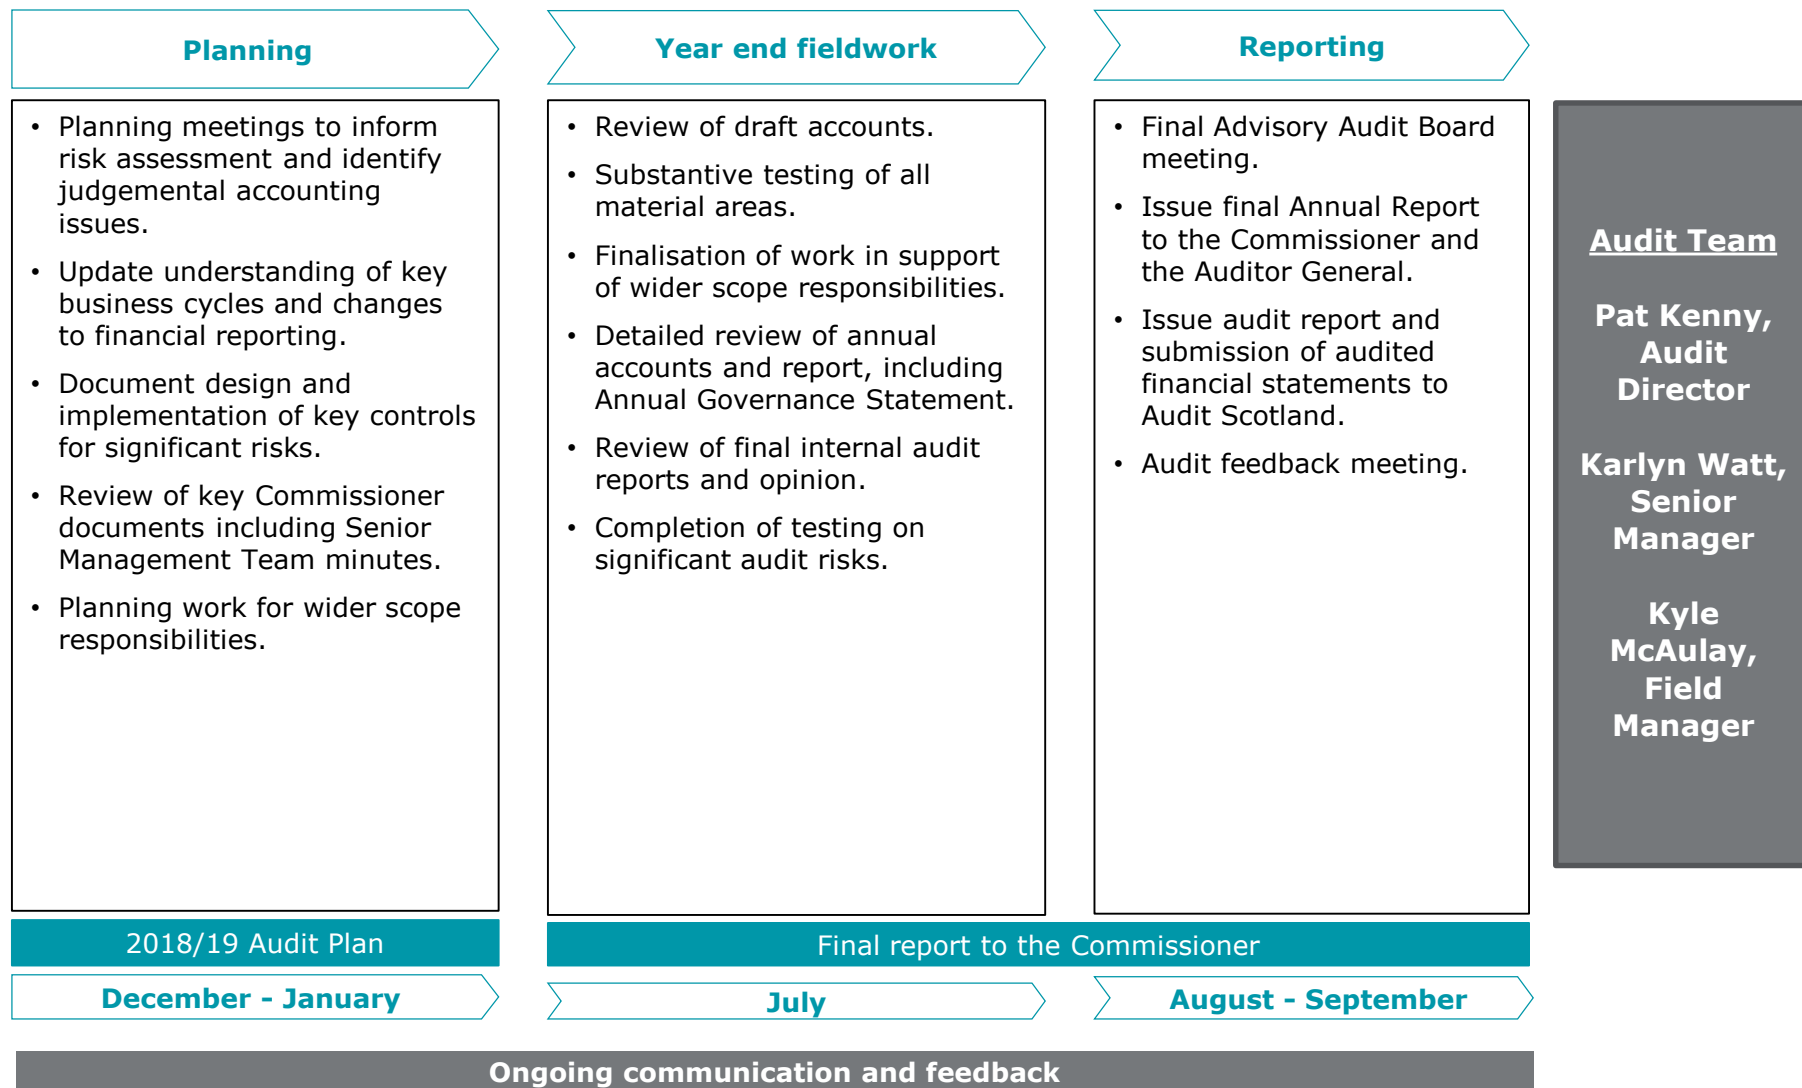 Planning
• Planning meetings to inform
risk assessment and identify
judgemental accounting
issues.
• Update understanding of key
business cycles and changes
to financial reporting.
• Document design and
implementation of key controls
for significant risks.
• Review of key Commissioner
documents including Senior
Management Team minutes.
• Planning work for wider scope
responsibilities.
2018/19 Audit Plan
December - January
Year end fieldwork
• Review of draft accounts.
• Substantive testing of all
material areas.
• Finalisation of work in support
of wider scope responsibilities.
• Detailed review of annual
accounts and report, including
Annual Governance Statement.
• Review of final internal audit
reports and opinion.
• Completion of testing on
significant audit risks.
Final report to the Commissioner
July
Reporting
• Final Advisory Audit Board
meeting.
• Issue final Annual Report
to the Commissioner and
the Auditor General.
• Issue audit report and
submission of audited
financial statements to
Audit Scotland.
• Audit feedback meeting.
August - September
Audit Team
Pat Kenny,
Audit
Director
Karlyn Watt,
Senior
Manager
Kyle
McAulay,
Field
Manager
Ongoing communication and feedback